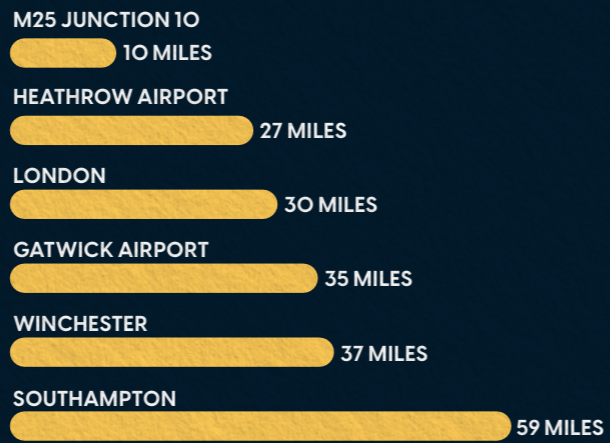 M25 JUNCTION 10
10 MILES
HEATHROW AIRPORT
27 MILES
LONDON
30 MILES
GATWICK AIRPORT
35 MILES
WINCHESTER
37 MILES
SOUTHAMPTON
59 MILES